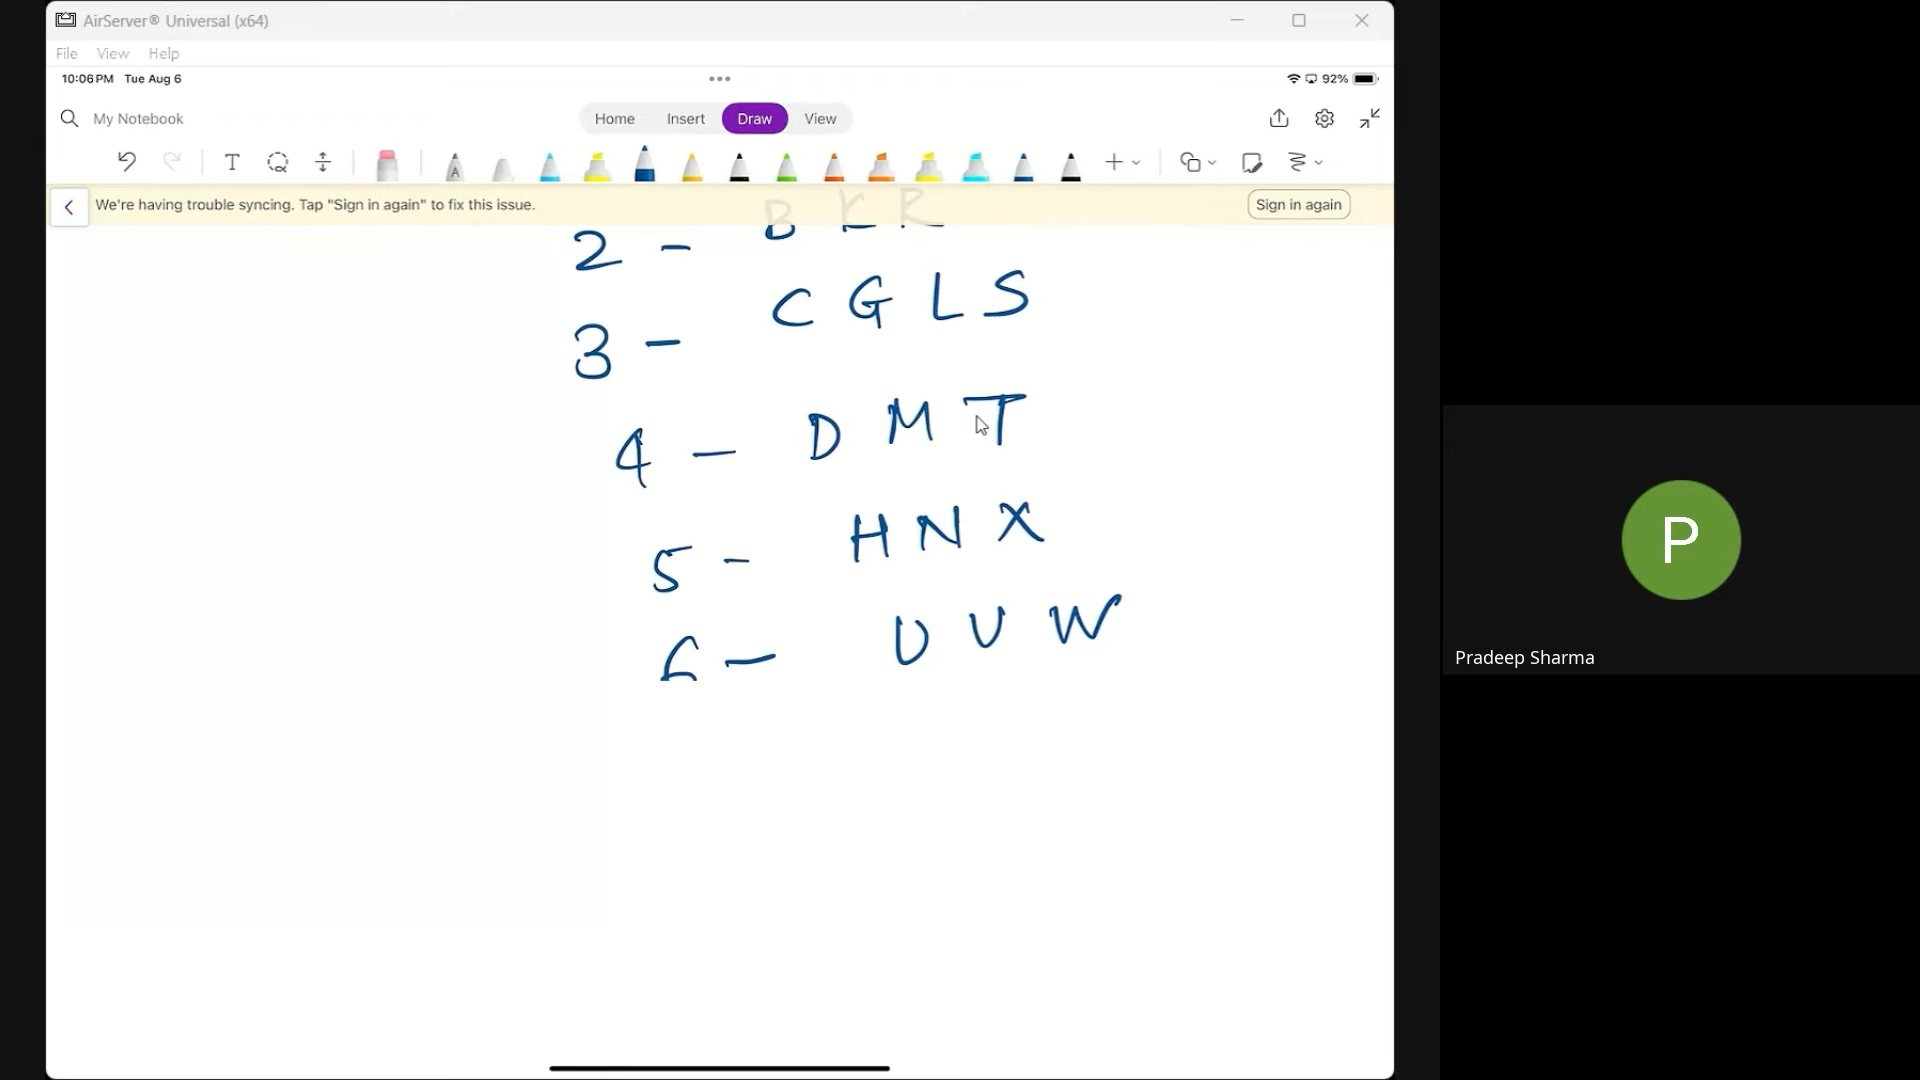 AirServer® Universal (x64)
File View Help
10:06 PM Tue Aug 6
92%
My Notebook
Home Insert Draw View
T
A
We're having trouble syncing. Tap "Sign in again" to fix this issue.
Sign in again
2 - B K R
3 - C G L S
4 - D M T
5 - H N X
6 - U V W
P
Pradeep Sharma